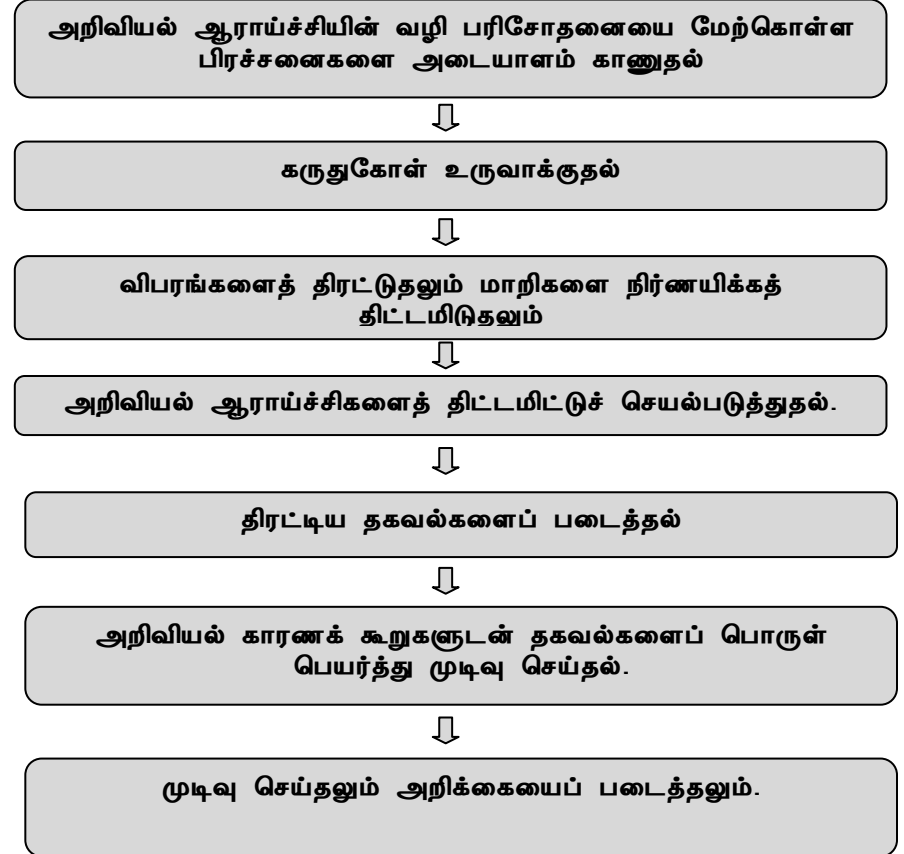 அறிவியல் ஆராய்ச்சியின் வழி பரிசோதனையை மேற்கொள்ள
பிரச்சனைகளை அடையாளம் காணுதல்
கருதுகோள் உருவாக்குதல்
விபரங்களைத் திரட்டுதலும் மாறிகளை நிர்ணயிக்கத்
திட்டமிடுதலும்
அறிவியல் ஆராய்ச்சிகளைத் திட்டமிட்டுச் செயல்படுத்துதல்.
திரட்டிய தகவல்களைப் படைத்தல்
அறிவியல் காரணக் கூறுகளுடன் தகவல்களைப் பொருள்
பெயர்த்து முடிவு செய்தல்.
முடிவு செய்தலும் அறிக்கையைப் படைத்தலும்.